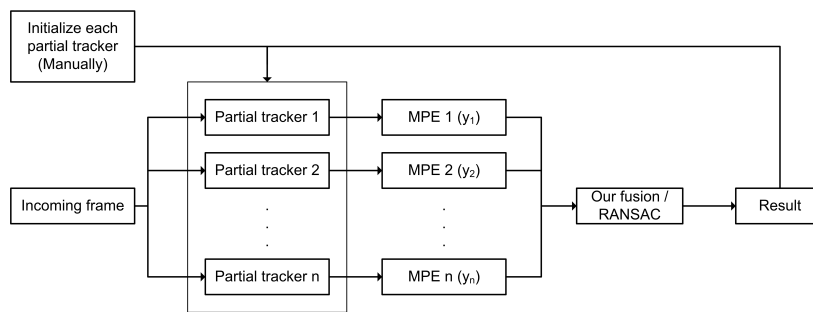 Initialize each
partial tracker
(Manually)
Partial tracker 1
MPE 1 (y₁)
Partial tracker 2
MPE 2 (y₂)
Incoming frame
Our fusion /
RANSAC
Result
.
.
.
.
.
.
Partial tracker n
MPE n (yₙ)